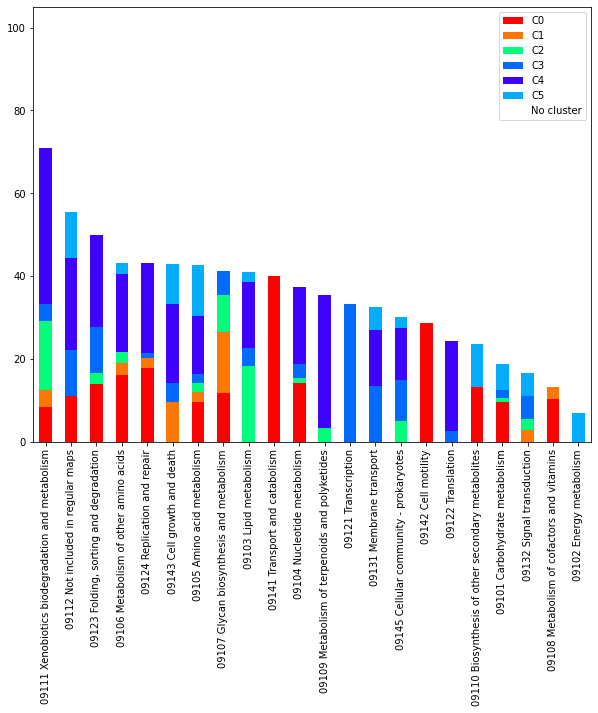 100
80
60
40
20
0
C0
C1
C2
C3
C4
C5
No cluster
09111 Xenobiotics biodegradation and metabolism
09112 Not included in regular maps
09123 Folding, sorting and degradation
09106 Metabolism of other amino acids
09124 Replication and repair
09143 Cell growth and death
09105 Amino acid metabolism
09107 Glycan biosynthesis and metabolism
09103 Lipid metabolism
09141 Transport and catabolism
09104 Nucleotide metabolism
09109 Metabolism of terpenoids and polyketides
09121 Transcription
09131 Membrane transport
09145 Cellular community - prokaryotes
09142 Cell motility
09122 Translation
09110 Biosynthesis of other secondary metabolites
09101 Carbohydrate metabolism
09132 Signal transduction
09108 Metabolism of cofactors and vitamins
09102 Energy metabolism